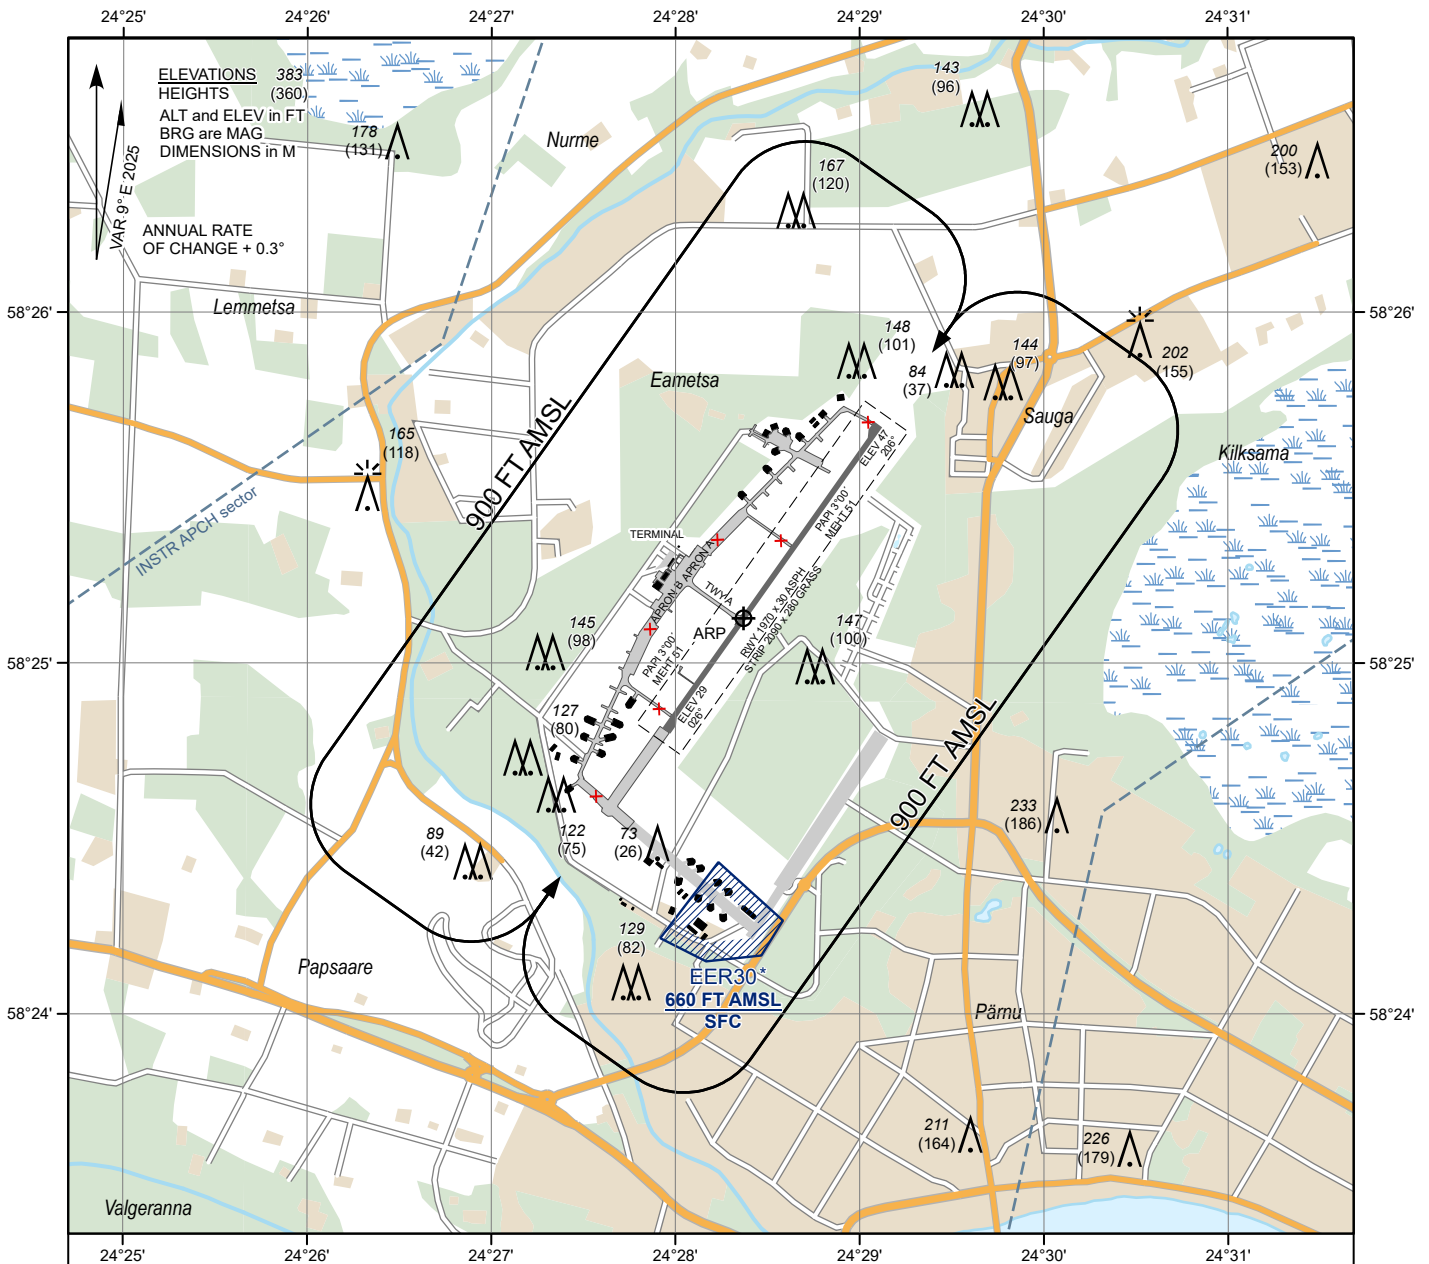 24°25' 24°26' 24°27' 24°28' 24°29' 24°30' 24°31'
ELEVATIONS 383
HEIGHTS (360)
ALT and ELEV in FT
BRG are MAG
DIMENSIONS in M
VAR 9° E 2025
ANNUAL RATE
OF CHANGE + 0.3°
178
(131)
Nurme
143
(96)
200
(153)
167
(120)
Lemmetsa
58°26'
58°26'
148
(101)
84
(37)
144
(97)
202
(155)
Eametsa
Sauga
Kilksama
165
(118)
900 FT AMSL
INSTR APCH sector
ELEV 47
206°
PAPI 3°00'
MEHT 51
TERMINAL
APRON A
APRON B
TWY A
ARP
RWY 1970 x 30 ASPH
STRIP 2090 x 280 GRASS
145
(98)
147
(100)
PAPI 3°00'
MEHT 51
ELEV 29
026°
58°25'
58°25'
127
(80)
900 FT AMSL
122
(75)
73
(26)
89
(42)
233
(186)
129
(82)
Papsaare
EER30*
660 FT AMSL
SFC
Pärnu
58°24'
58°24'
211
(164)
226
(179)
Valgeranna
24°25' 24°26' 24°27' 24°28' 24°29' 24°30' 24°31'